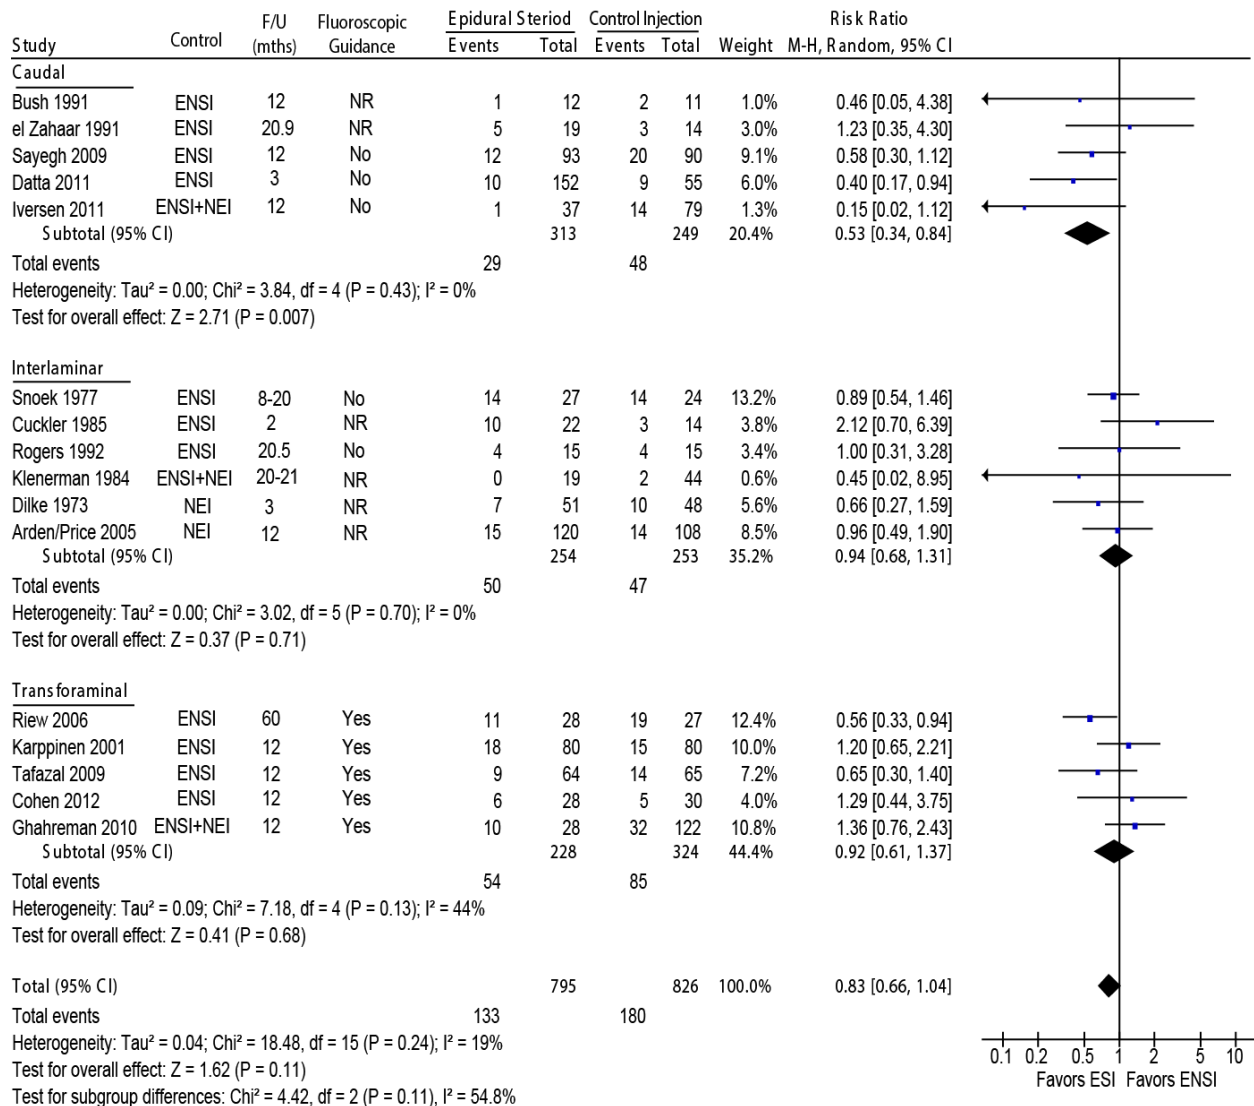 F/U Fluoroscopic Epidural Steriod Control Injection Risk Ratio
Study Control (mths) Guidance Events Total Events Total Weight M-H, Random, 95% CI
Caudal
Bush 1991 ENSI 12 NR 1 12 2 11 1.0% 0.46 [0.05, 4.38]
el Zahaar 1991 ENSI 20.9 NR 5 19 3 14 3.0% 1.23 [0.35, 4.30]
Sayegh 2009 ENSI 12 No 12 93 20 90 9.1% 0.58 [0.30, 1.12]
Datta 2011 ENSI 3 No 10 152 9 55 6.0% 0.40 [0.17, 0.94]
Iversen 2011 ENSI+NEI 12 No 1 37 14 79 1.3% 0.15 [0.02, 1.12]
Subtotal (95% CI) 313 249 20.4% 0.53 [0.34, 0.84]
Total events 29 48
Heterogeneity: Tau² = 0.00; Chi² = 3.84, df = 4 (P = 0.43); I² = 0%
Test for overall effect: Z = 2.71 (P = 0.007)
Interlaminar
Snoek 1977 ENSI 8-20 No 14 27 14 24 13.2% 0.89 [0.54, 1.46]
Cuckler 1985 ENSI 2 NR 10 22 3 14 3.8% 2.12 [0.70, 6.39]
Rogers 1992 ENSI 20.5 No 4 15 4 15 3.4% 1.00 [0.31, 3.28]
Klenerman 1984 ENSI+NEI 20-21 NR 0 19 2 44 0.6% 0.45 [0.02, 8.95]
Dilke 1973 NEI 3 NR 7 51 10 48 5.6% 0.66 [0.27, 1.59]
Arden/Price 2005 NEI 12 NR 15 120 14 108 8.5% 0.96 [0.49, 1.90]
Subtotal (95% CI) 254 253 35.2% 0.94 [0.68, 1.31]
Total events 50 47
Heterogeneity: Tau² = 0.00; Chi² = 3.02, df = 5 (P = 0.70); I² = 0%
Test for overall effect: Z = 0.37 (P = 0.71)
Transforaminal
Riew 2006 ENSI 60 Yes 11 28 19 27 12.4% 0.56 [0.33, 0.94]
Karppinen 2001 ENSI 12 Yes 18 80 15 80 10.0% 1.20 [0.65, 2.21]
Tafazal 2009 ENSI 12 Yes 9 64 14 65 7.2% 0.65 [0.30, 1.40]
Cohen 2012 ENSI 12 Yes 6 28 5 30 4.0% 1.29 [0.44, 3.75]
Ghahreman 2010 ENSI+NEI 12 Yes 10 28 32 122 10.8% 1.36 [0.76, 2.43]
Subtotal (95% CI) 228 324 44.4% 0.92 [0.61, 1.37]
Total events 54 85
Heterogeneity: Tau² = 0.09; Chi² = 7.18, df = 4 (P = 0.13); I² = 44%
Test for overall effect: Z = 0.41 (P = 0.68)
Total (95% CI) 795 826 100.0% 0.83 [0.66, 1.04]
Total events 133 180
Heterogeneity: Tau² = 0.04; Chi² = 18.48, df = 15 (P = 0.24); I² = 19%
Test for overall effect: Z = 1.62 (P = 0.11)
Test for subgroup differences: Chi² = 4.42, df = 2 (P = 0.11), I² = 54.8%
0.1 0.2 0.5 1 2 5 10
Favors ESI Favors ENSI